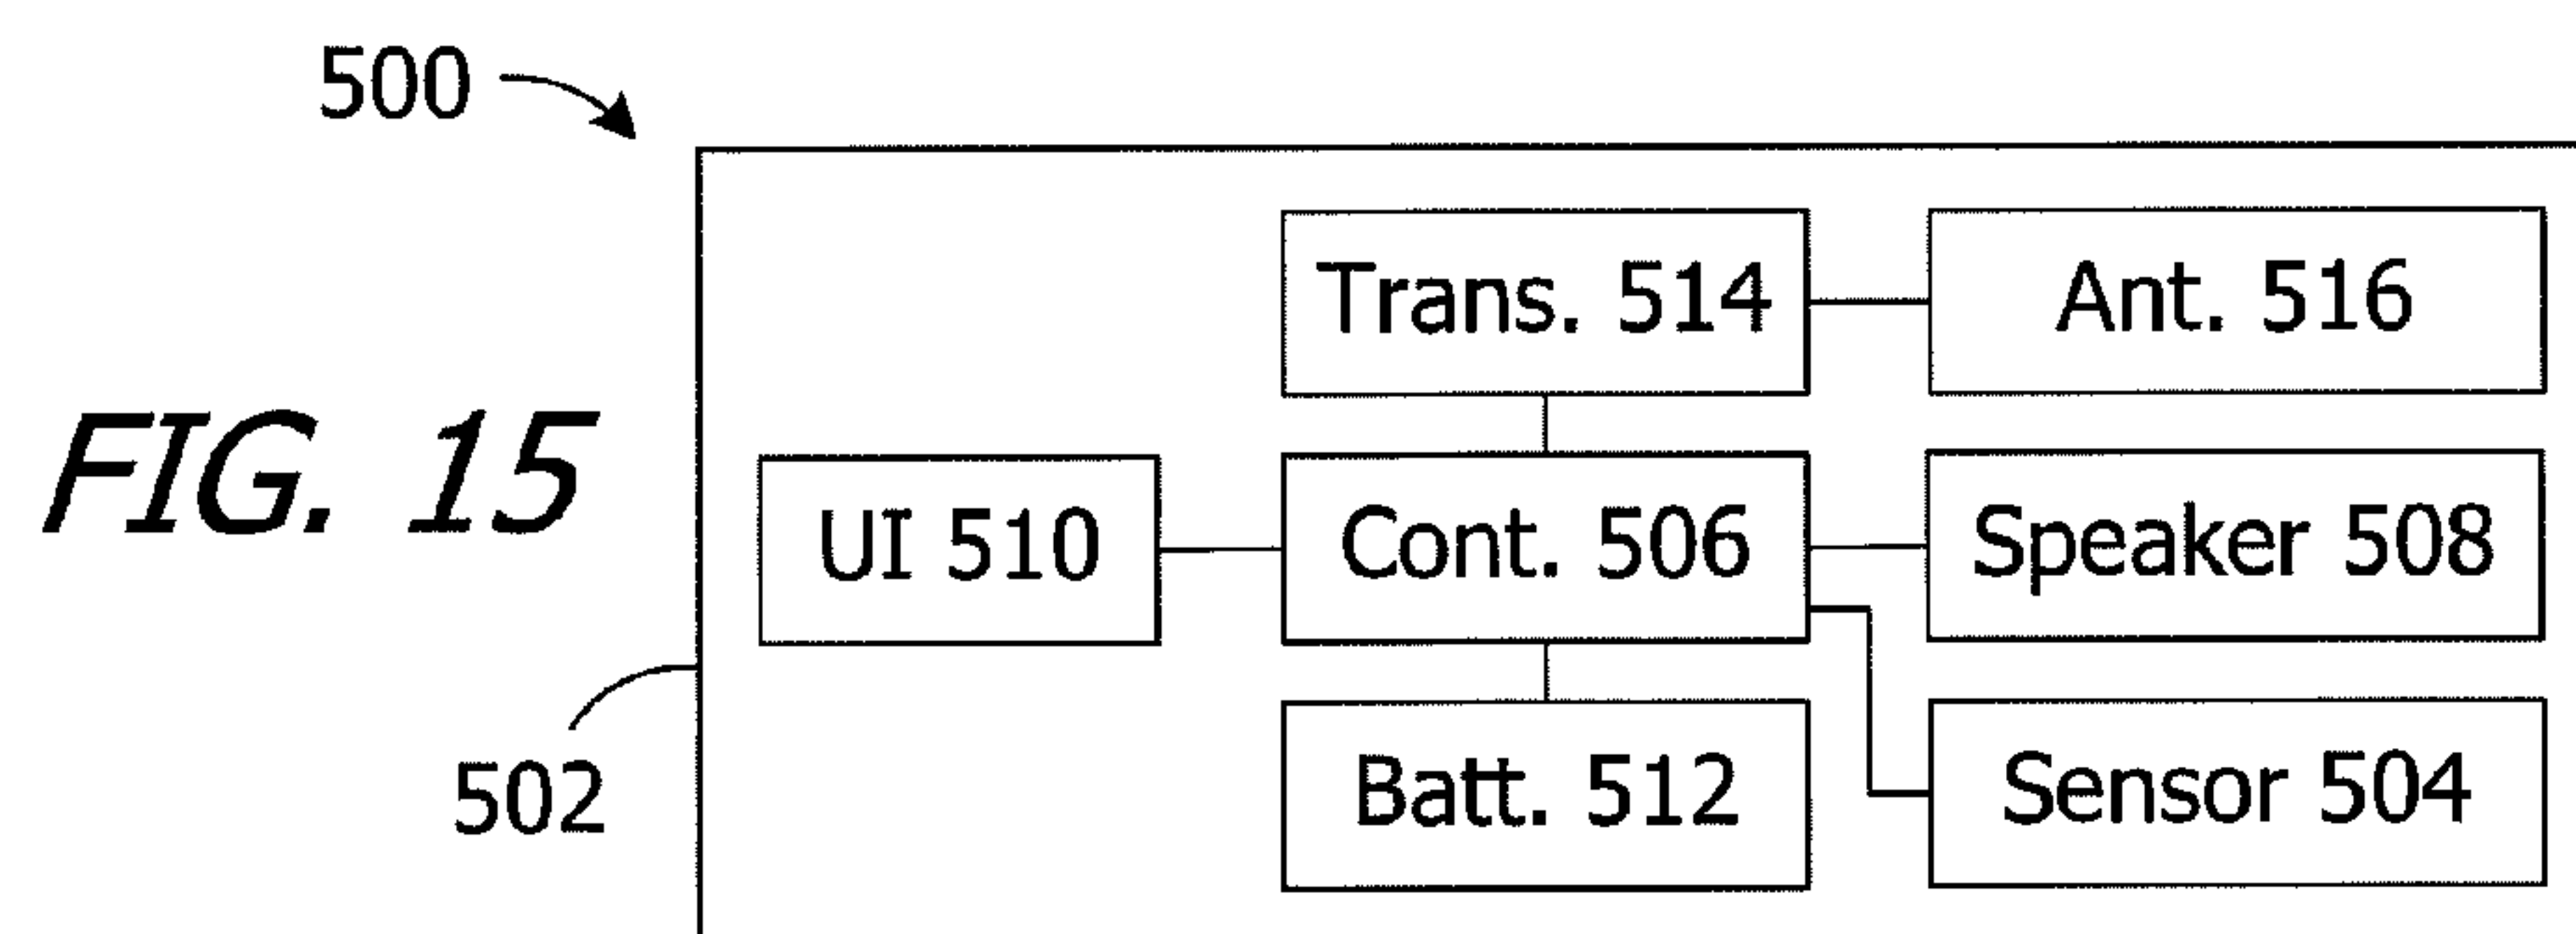 500
FIG. 15
Trans. 514
Ant. 516
UI 510
Cont. 506
Speaker 508
502
Batt. 512
Sensor 504